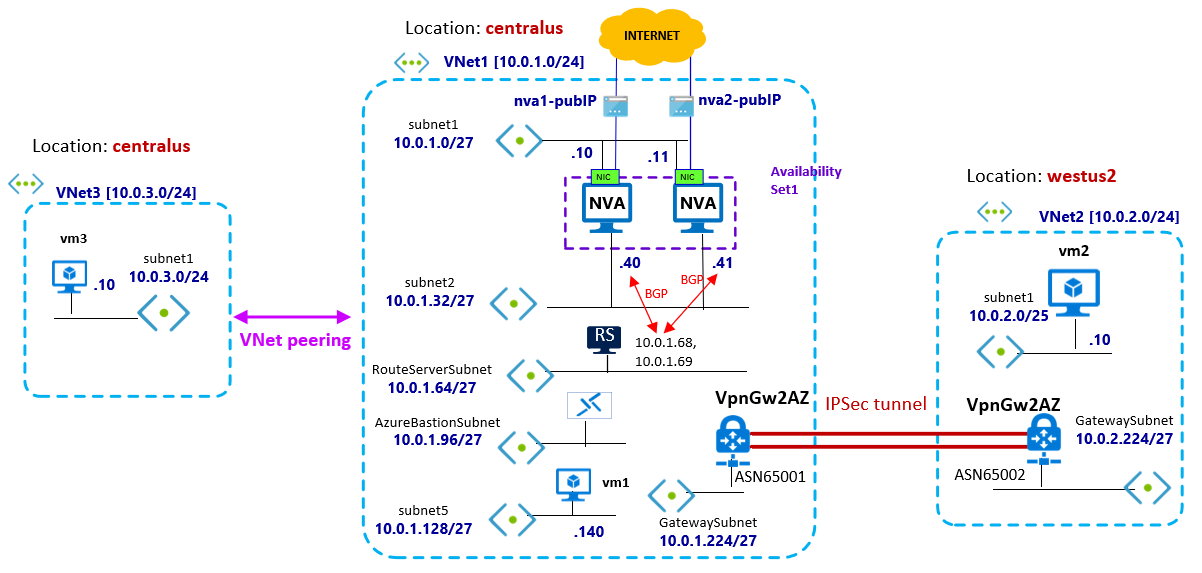 Location: centralus
INTERNET
VNet1 [10.0.1.0/24]
nva1-pubIP
nva2-pubIP
subnet1
10.0.1.0/27
.10
.11
NIC
NIC
Availability
Set1
NVA
NVA
.40
.41
BGP
BGP
subnet2
10.0.1.32/27
RS
10.0.1.68,
10.0.1.69
RouteServerSubnet
10.0.1.64/27
AzureBastionSubnet
10.0.1.96/27
vm1
subnet5
10.0.1.128/27
.140
VpnGw2AZ
ASN65001
GatewaySubnet
10.0.1.224/27
Location: centralus
VNet3 [10.0.3.0/24]
vm3
subnet1
10.0.3.0/24
.10
VNet peering
IPSec tunnel
Location: westus2
VNet2 [10.0.2.0/24]
vm2
subnet1
10.0.2.0/25
.10
VpnGw2AZ
GatewaySubnet
10.0.2.224/27
ASN65002